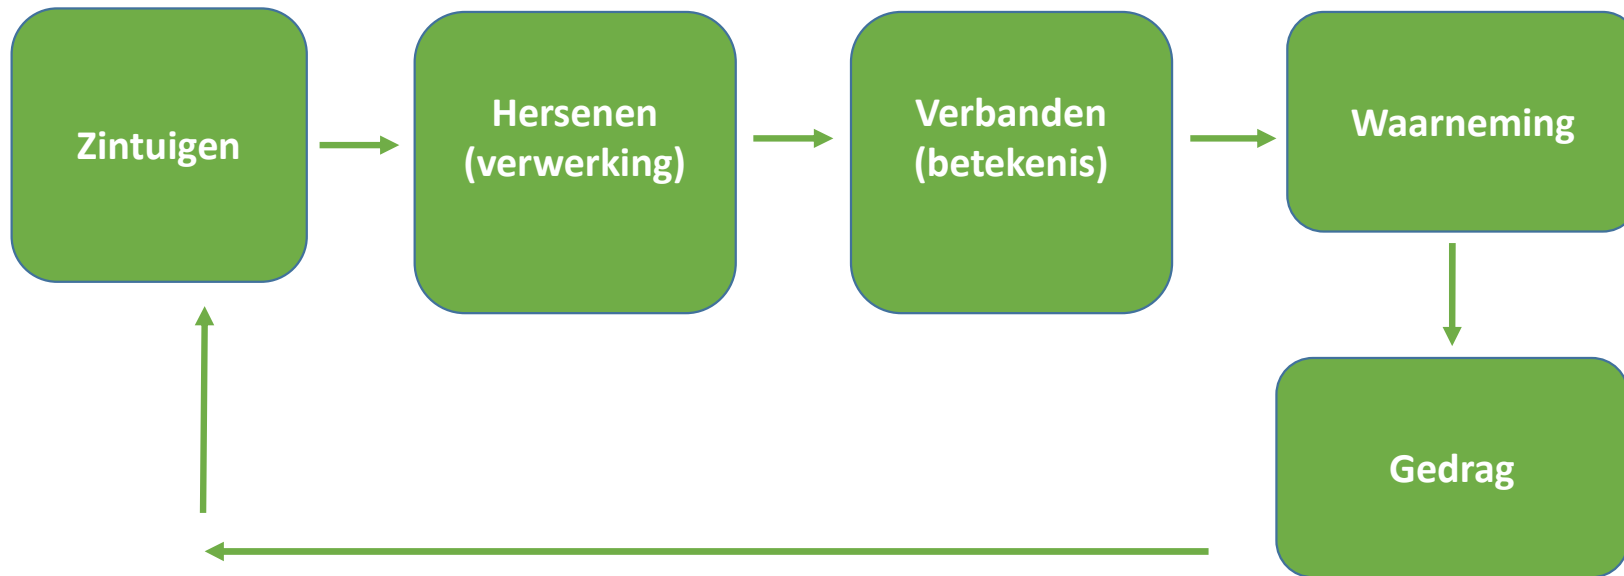 Zintuigen
Hersenen
(verwerking)
Verbanden
(betekenis)
Waarneming
Gedrag